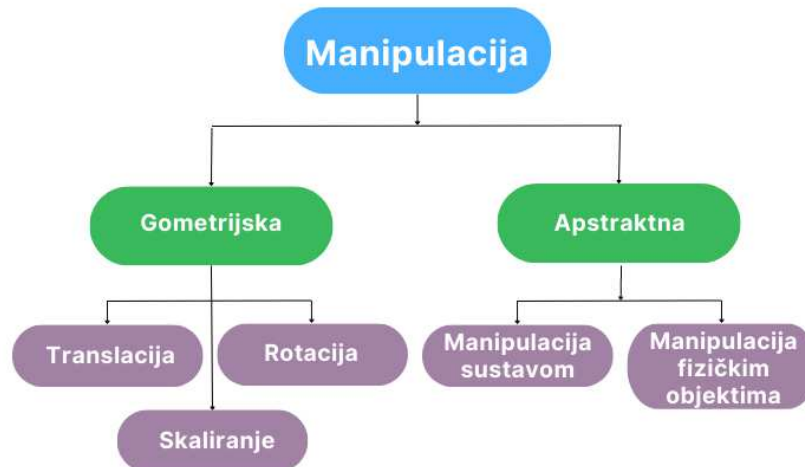 Manipulacija
Gometrijska
Apstraktna
Translacija
Rotacija
Skaliranje
Manipulacija
sustavom
Manipulacija
fizičkim
objektima